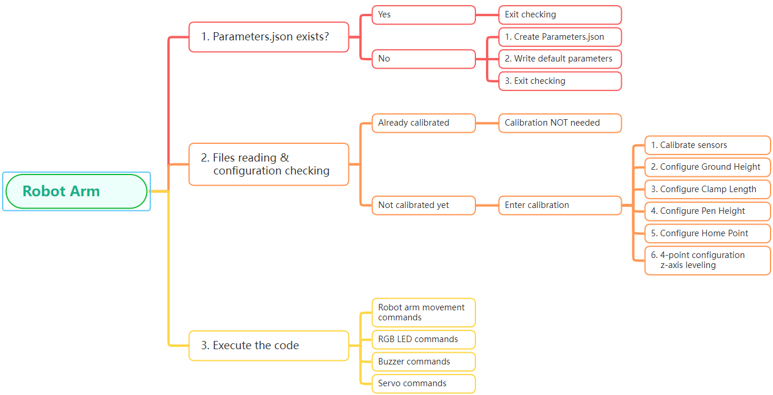 Robot Arm
1. Parameters.json exists?
Yes
Exit checking
No
1. Create Parameters.json
2. Write default parameters
3. Exit checking
2. Files reading &
configuration checking
Already calibrated
Calibration NOT needed
Not calibrated yet
Enter calibration
1. Calibrate sensors
2. Configure Ground Height
3. Configure Clamp Length
4. Configure Pen Height
5. Configure Home Point
6. 4-point configuration
z-axis leveling
3. Execute the code
Robot arm movement
commands
RGB LED commands
Buzzer commands
Servo commands